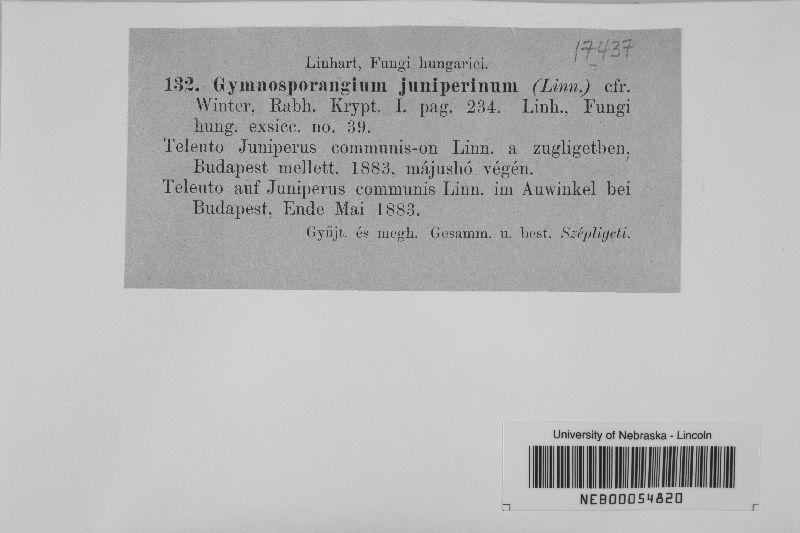 17437
Linhart, Fungi hungarici.
132. Gymnosporangium juniperinum (Linn.) cfr.
Winter, Rabh. Krypt. I. pag. 234. Linh., Fungi
hung. exsicc. no. 39.
Teleuto Juniperus communis-on Linn. a zugligetben,
Budapest mellett. 1883, májushó végén.
Teleuto auf Juniperus communis Linn. im Auwinkel bei
Budapest, Ende Mai 1883.
Gyűjt. és megh. Gesamm. u. best. Szépligeti.
University of Nebraska - Lincoln
NEB00054820